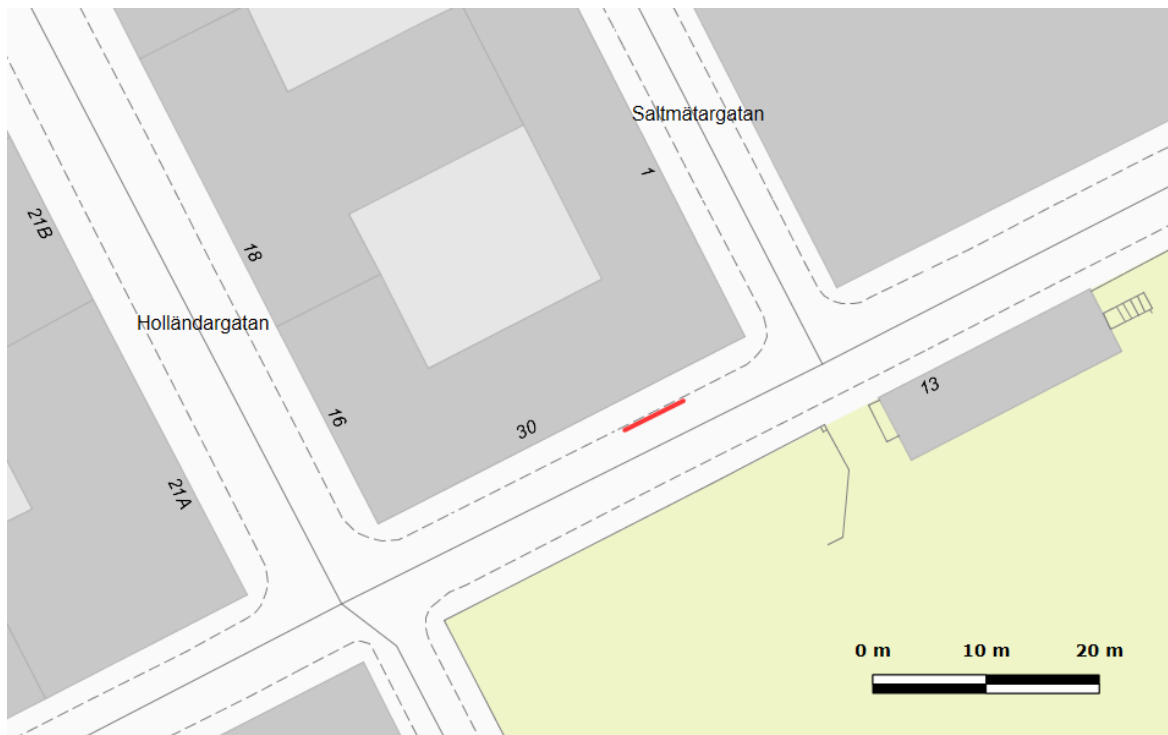 Saltmätargatan
1
21B
18
Holländargatan
13
16
30
21A
0 m 10 m 20 m